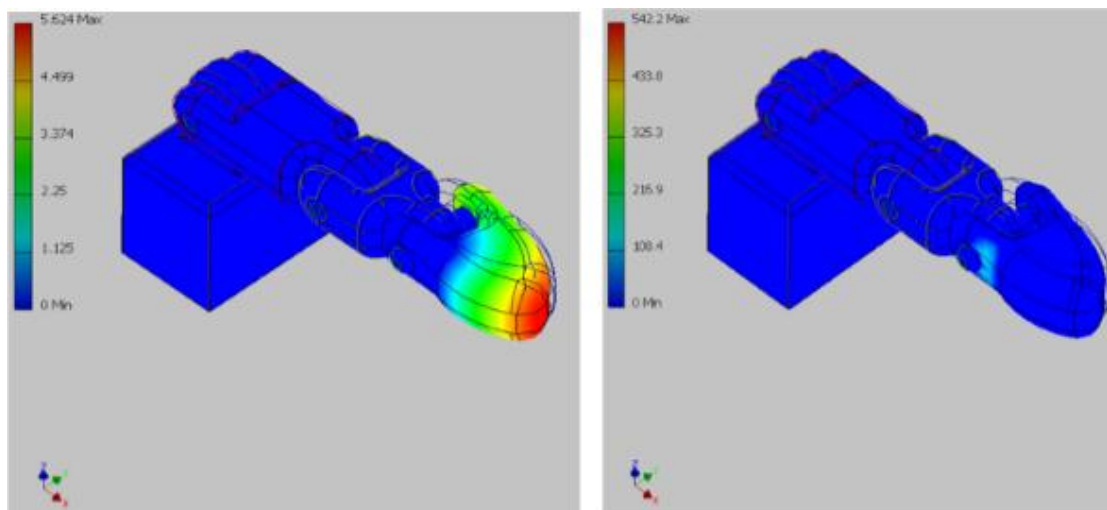 5.624 Max
4.499
3.374
2.25
1.125
0 Min
542.2 Max
433.8
325.3
216.9
108.4
0 Min
Z
X
Z
X